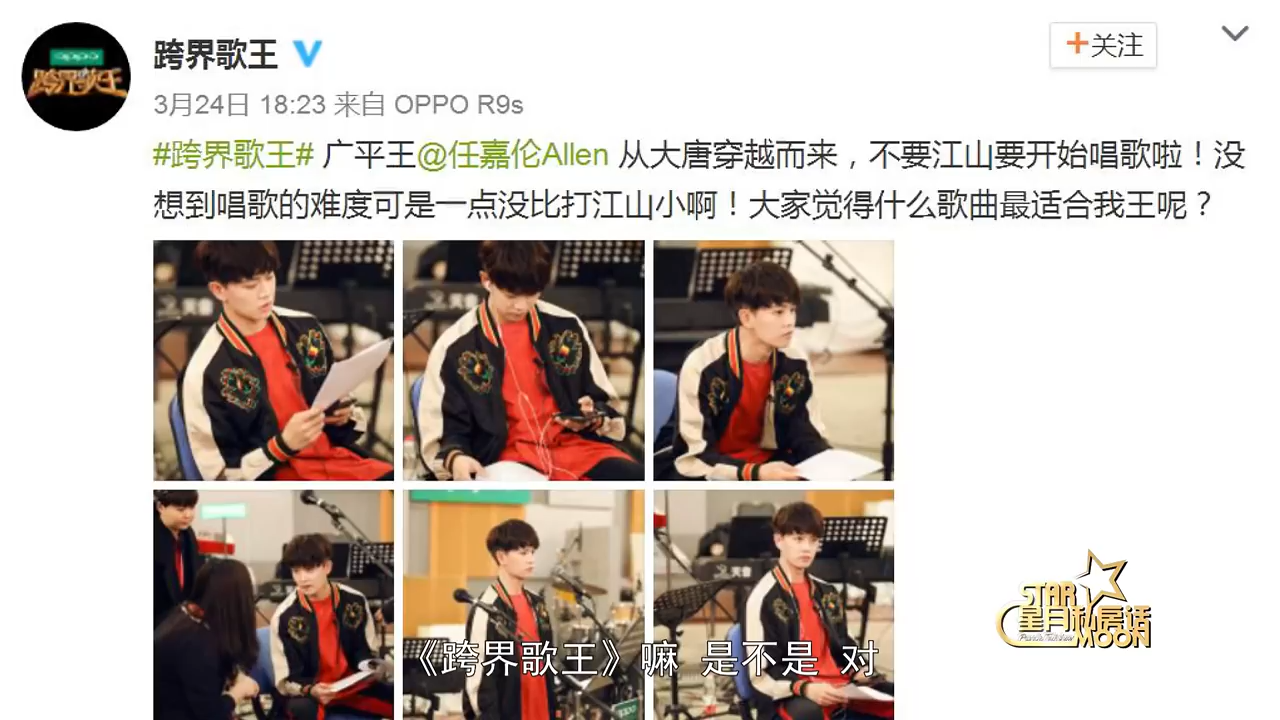 oppo
跨界歌王
跨界歌王
关注
3月24日 18:23 来自 OPPO R9s
#跨界歌王# 广平王@任嘉伦Allen 从大唐穿越而来，不要江山要开始唱歌啦！没
想到唱歌的难度可是一点没比打江山小啊！大家觉得什么歌曲最适合我王呢？
STAR
星月私房话
MOON
《跨界歌王》嘛 是不是 对